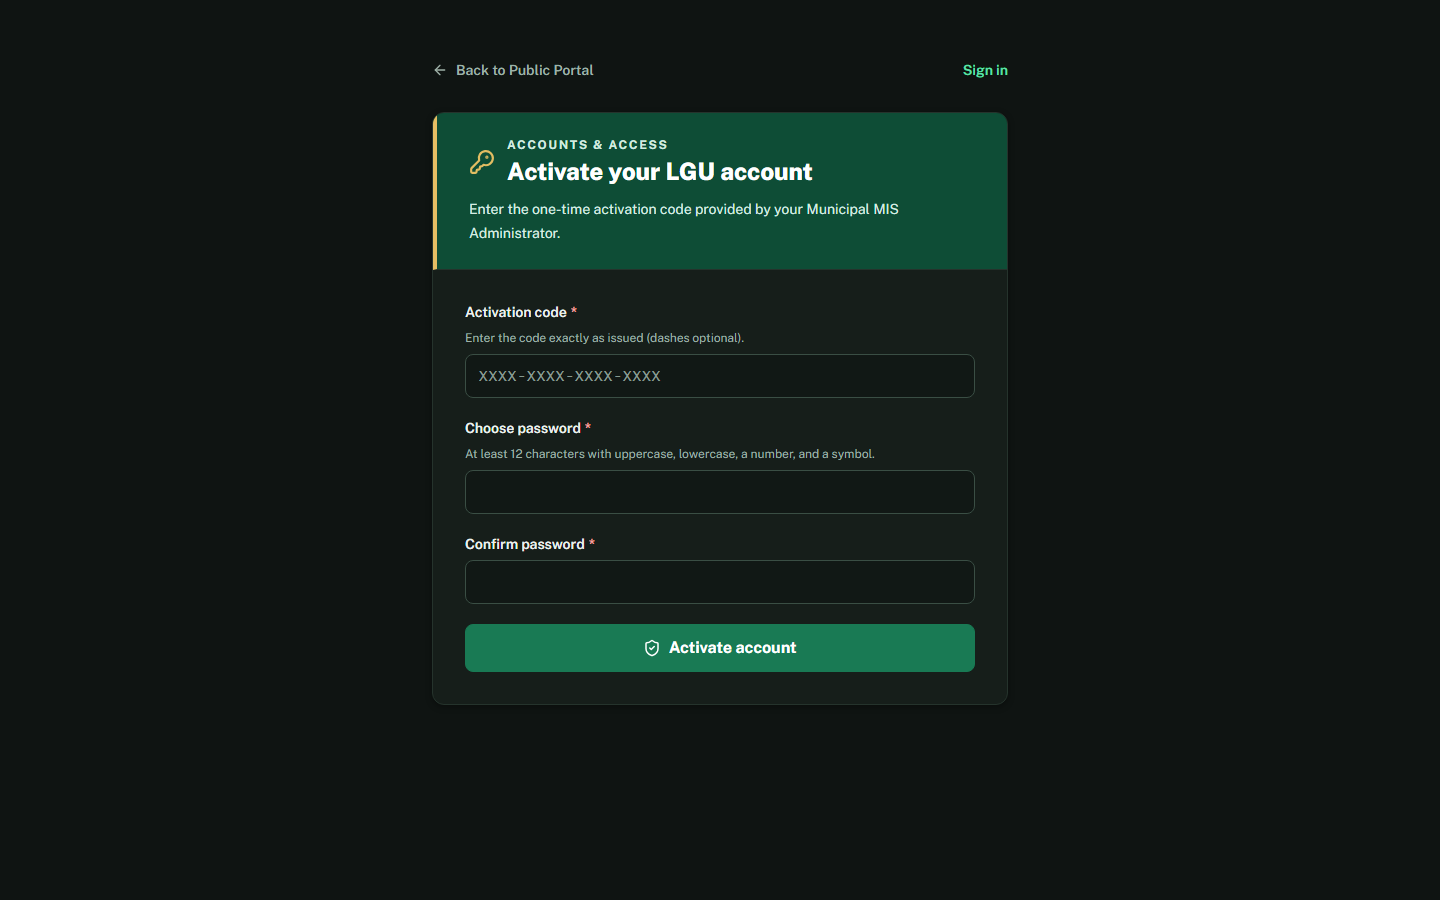 Back to Public Portal
Sign in
ACCOUNTS & ACCESS
Activate your LGU account
Enter the one-time activation code provided by your Municipal MIS
Administrator.
Activation code *
Enter the code exactly as issued (dashes optional).
XXXX-XXXX-XXXX-XXXX
Choose password *
At least 12 characters with uppercase, lowercase, a number, and a symbol.
Confirm password *
Activate account